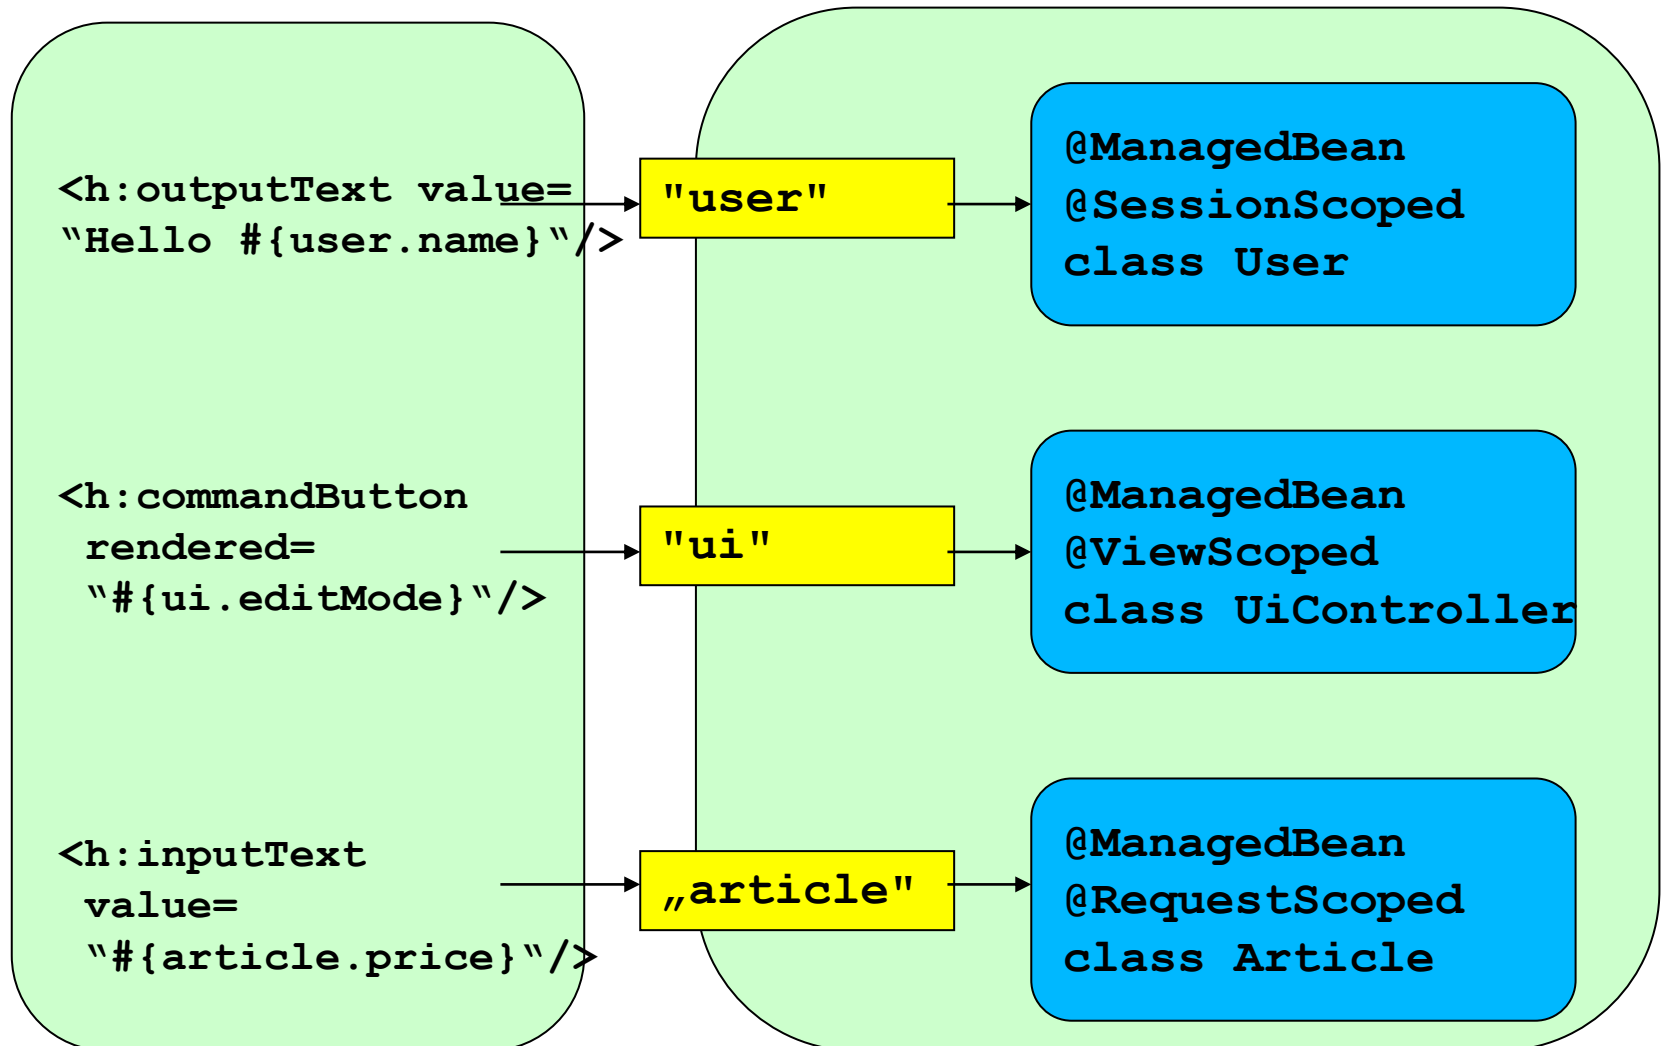 <h:outputText value=
“Hello #{user.name}“/>
"user"
@ManagedBean
@SessionScoped
class User
<h:commandButton
rendered=
“#{ui.editMode}“/>
"ui"
@ManagedBean
@ViewScoped
class UiController
<h:inputText
value=
“#{article.price}“/>
„article"
@ManagedBean
@RequestScoped
class Article